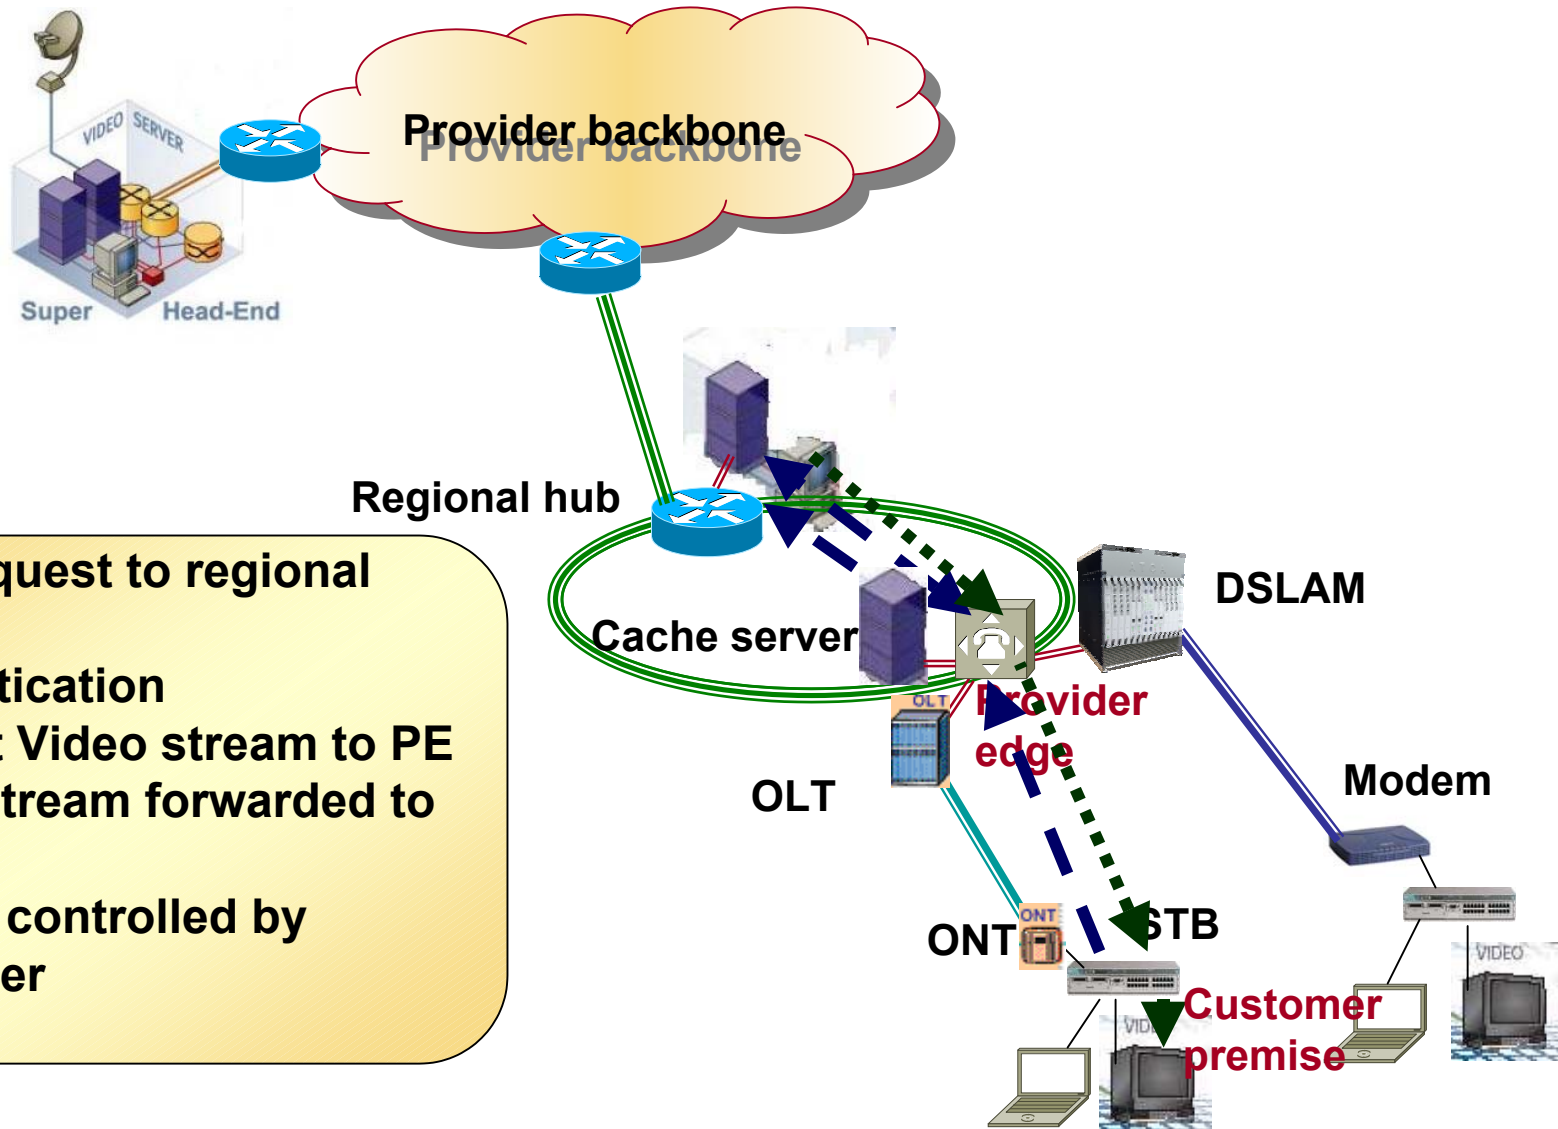 VIDEO SERVER
Provider backbone
Super Head-End
Regional hub
quest to regional
tication
t Video stream to PE
tream forwarded to
controlled by
er
Cache server
DSLAM
Provider
edge
OLT
OLT
Modem
ONT
ONT
STB
VIDEO
Customer
premise
VID